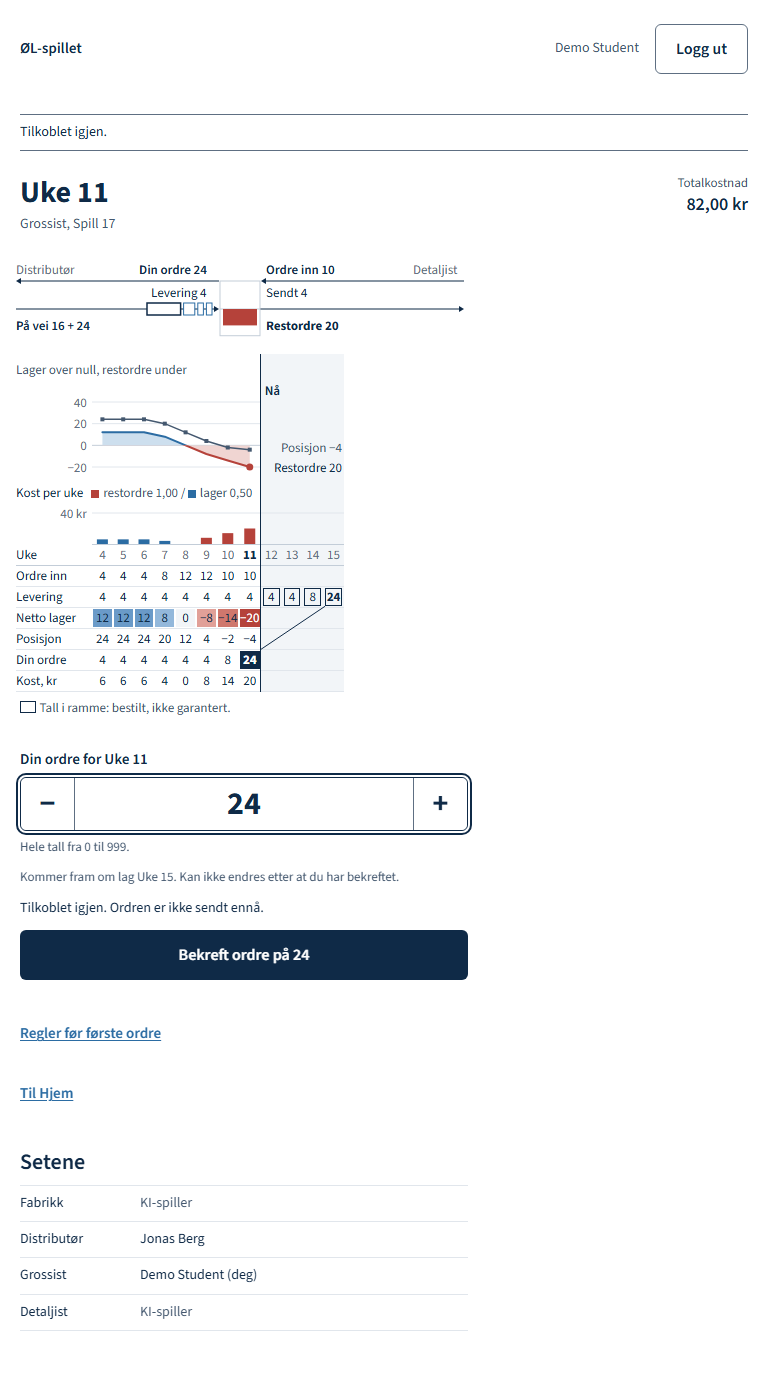 ØL-spillet
Demo Student
Logg ut
Tilkoblet igjen.
Uke 11
Totalkostnad
82,00 kr
Grossist, Spill 17
Distributør
Din ordre 24
Ordre inn 10
Detaljist
Levering 4
Sendt 4
På vei 16 + 24
Restordre 20
Lager over null, restordre under
Nå
40
20
0
−20
Posisjon −4
Restordre 20
Kost per uke restordre 1,00 / lager 0,50
40 kr
Uke 4 5 6 7 8 9 10 11 12 13 14 15
Ordre inn 4 4 4 8 12 12 10 10
Levering 4 4 4 4 4 4 4 4 4 4 8 24
Netto lager 12 12 12 8 0 −8 −14 −20
Posisjon 24 24 24 20 12 4 −2 −4
Din ordre 4 4 4 4 4 4 8 24
Kost, kr 6 6 6 4 0 8 14 20
Tall i ramme: bestilt, ikke garantert.
Din ordre for Uke 11
− 24 +
Hele tall fra 0 til 999.
Kommer fram om lag Uke 15. Kan ikke endres etter at du har bekreftet.
Tilkoblet igjen. Ordren er ikke sendt ennå.
Bekreft ordre på 24
Regler før første ordre
Til Hjem
Setene
Fabrikk KI-spiller
Distributør Jonas Berg
Grossist Demo Student (deg)
Detaljist KI-spiller